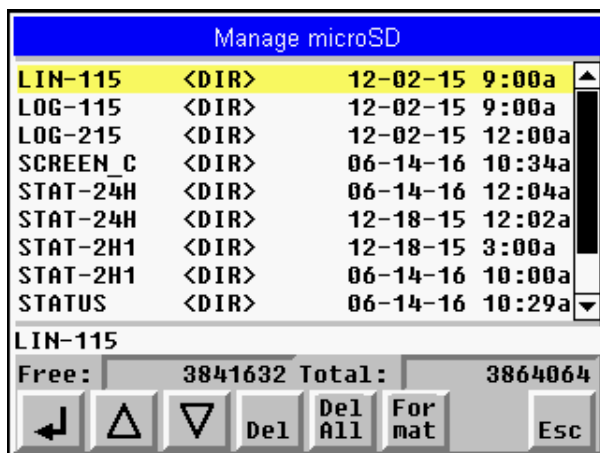 Manage microSD
LIN-115 <DIR> 12-02-15 9:00a
LOG-115 <DIR> 12-02-15 9:00a
LOG-215 <DIR> 12-02-15 12:00a
SCREEN_C <DIR> 06-14-16 10:34a
STAT-24H <DIR> 06-14-16 12:04a
STAT-24H <DIR> 12-18-15 12:02a
STAT-2H1 <DIR> 12-18-15 3:00a
STAT-2H1 <DIR> 06-14-16 10:00a
STATUS <DIR> 06-14-16 10:29a
LIN-115
Free: 3841632 Total: 3864064
Del Del All For mat Esc